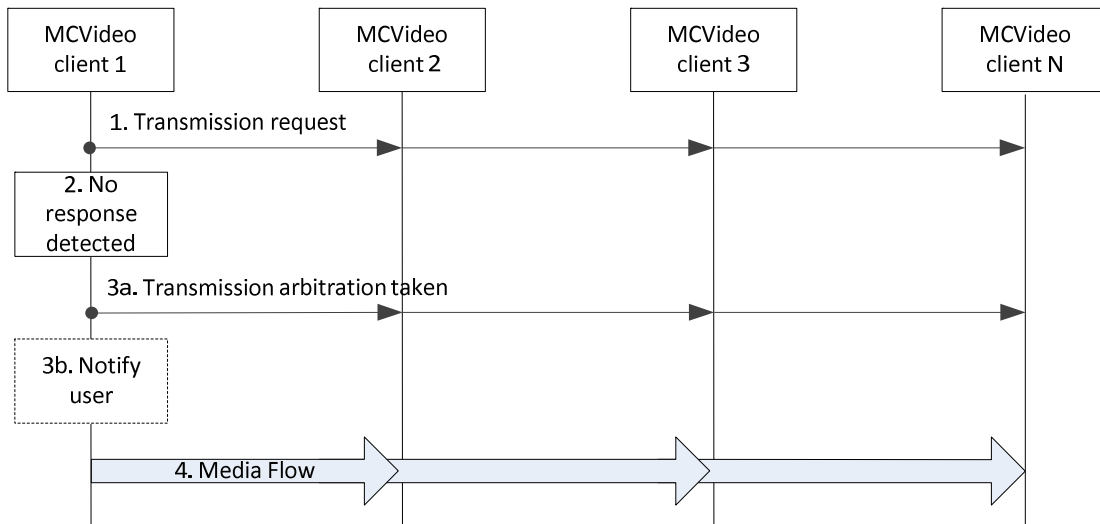 MCVideo
client 1
MCVideo
client 2
MCVideo
client 3
MCVideo
client N
1. Transmission request
2. No
response
detected
3a. Transmission arbitration taken
3b. Notify
user
4. Media Flow